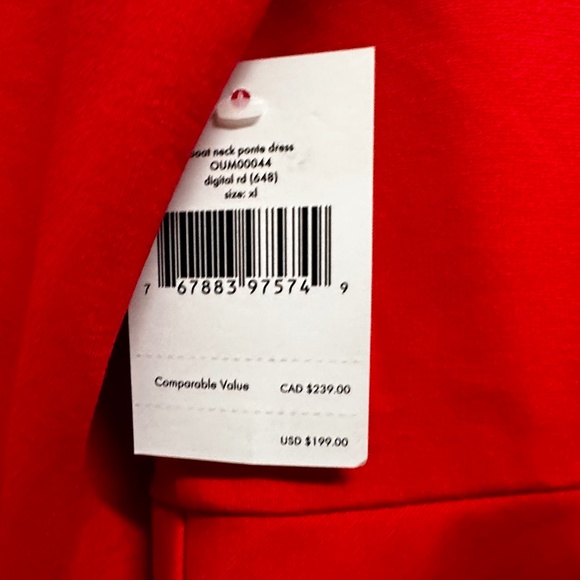 boat neck ponte dress
OUM00044
digital rd (648)
size: xl
7 67883 97574 9
Comparable Value CAD $239.00
USD $199.00